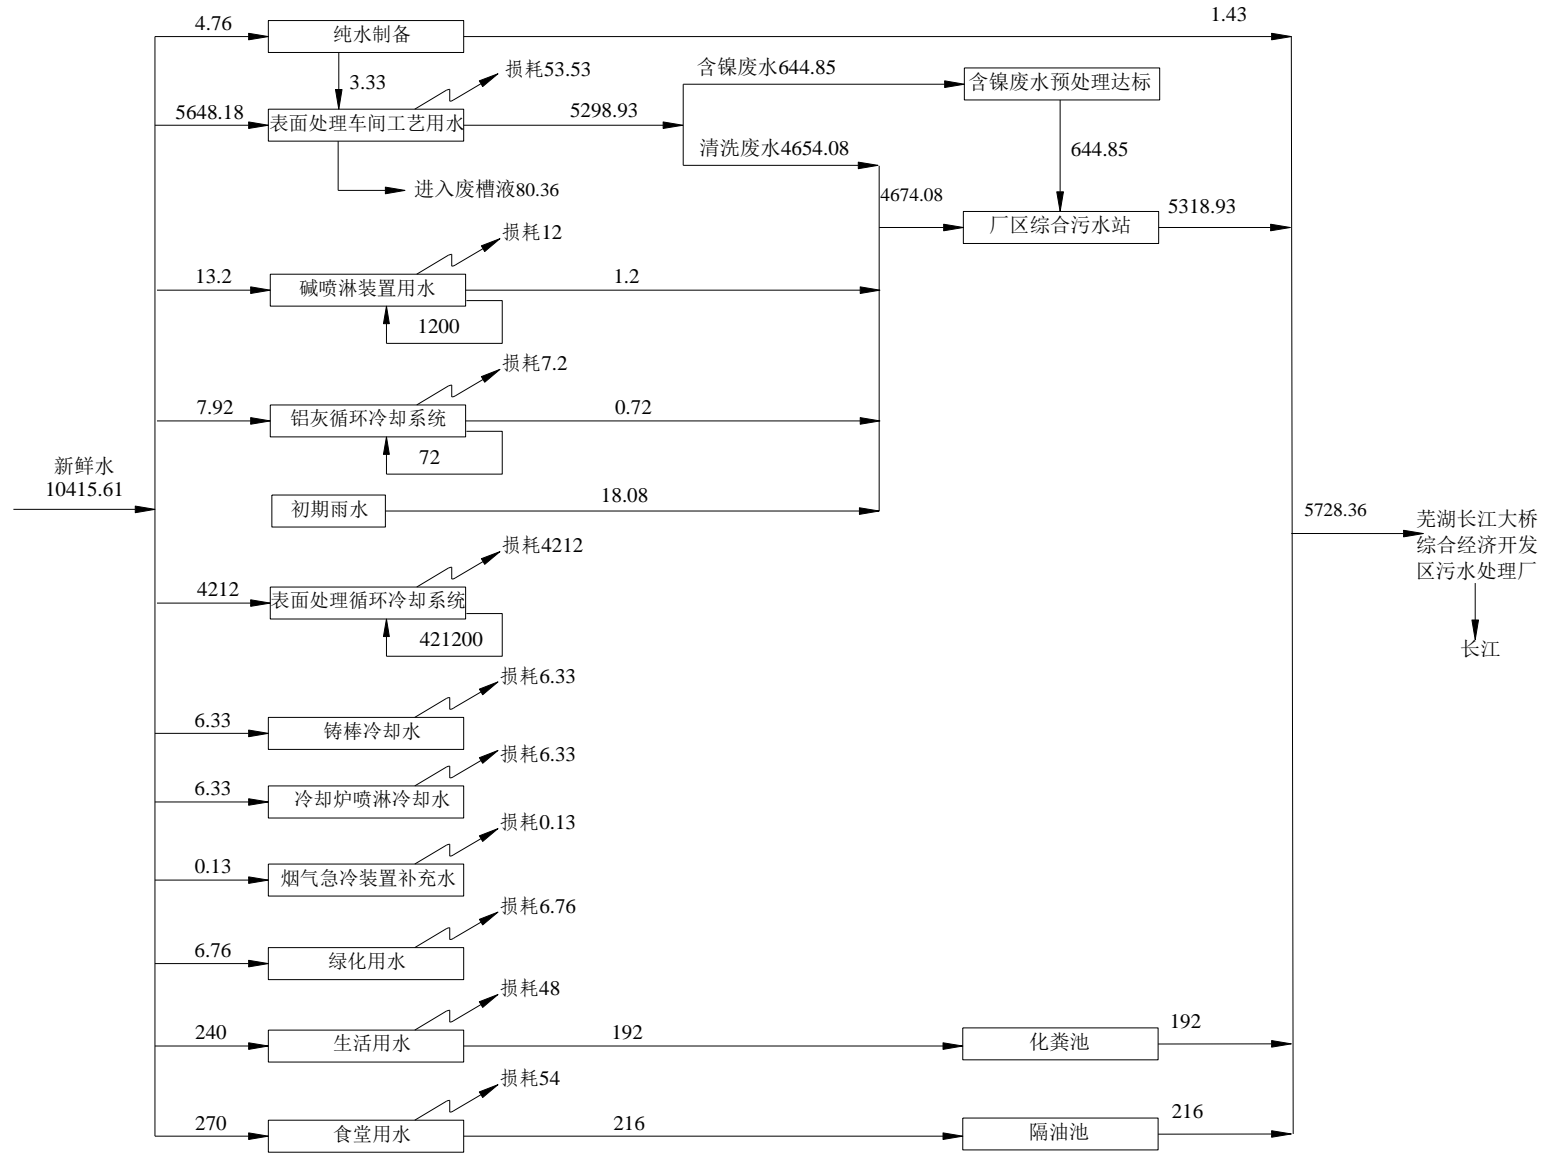 4.76
纯水制备
1.43
3.33
损耗53.53
含镍废水644.85
含镍废水预处理达标
5648.18
表面处理车间工艺用水
5298.93
清洗废水4654.08
644.85
进入废槽液80.36
4674.08
厂区综合污水站
5318.93
损耗12
13.2
碱喷淋装置用水
1.2
1200
损耗7.2
7.92
铝灰循环冷却系统
0.72
72
新鲜水
10415.61
初期雨水
18.08
5728.36
芜湖长江大桥
综合经济开发
区污水处理厂
长江
损耗4212
4212
表面处理循环冷却系统
421200
损耗6.33
6.33
铸棒冷却水
损耗6.33
6.33
冷却炉喷淋冷却水
损耗0.13
0.13
烟气急冷装置补充水
损耗6.76
6.76
绿化用水
损耗48
240
生活用水
192
化粪池
192
损耗54
270
食堂用水
216
隔油池
216